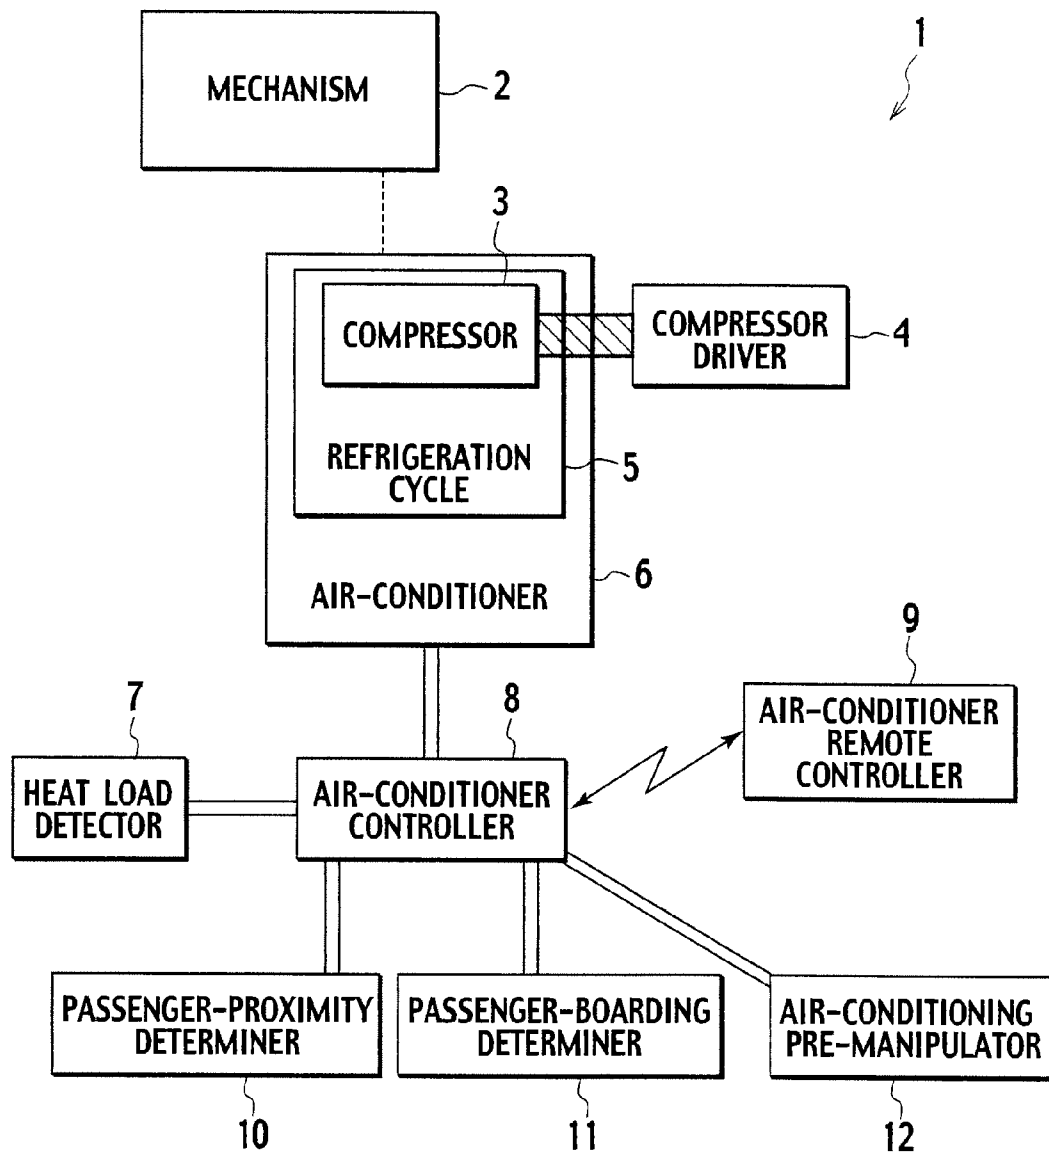 1
MECHANISM
2
3
COMPRESSOR
COMPRESSOR
DRIVER
4
REFRIGERATION
CYCLE
5
AIR-CONDITIONER
6
7
8
9
HEAT LOAD
DETECTOR
AIR-CONDITIONER
CONTROLLER
AIR-CONDITIONER
REMOTE
CONTROLLER
PASSENGER-PROXIMITY
DETERMINER
PASSENGER-BOARDING
DETERMINER
AIR-CONDITIONING
PRE-MANIPULATOR
10
11
12